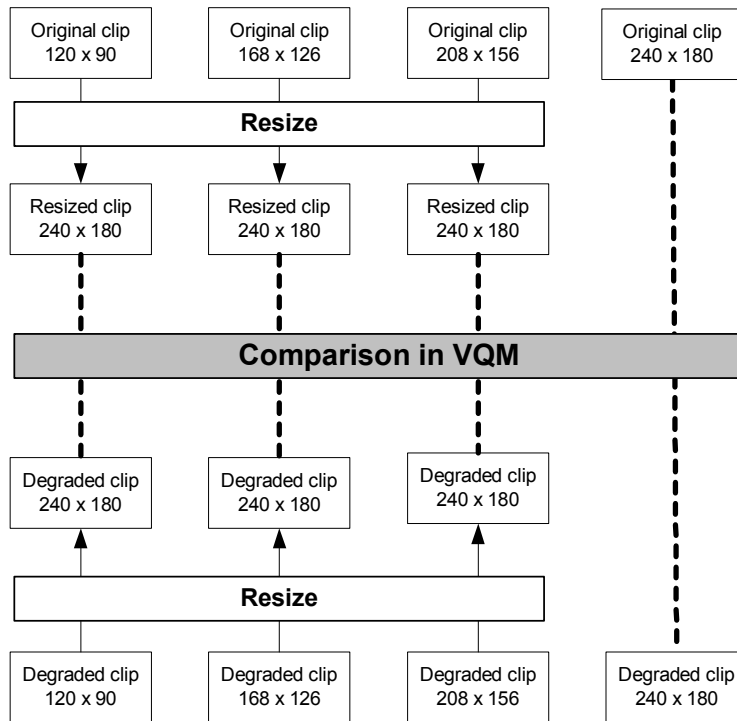 Original clip
120 x 90
Original clip
168 x 126
Original clip
208 x 156
Original clip
240 x 180
Resize
Resized clip
240 x 180
Resized clip
240 x 180
Resized clip
240 x 180
Comparison in VQM
Degraded clip
240 x 180
Degraded clip
240 x 180
Degraded clip
240 x 180
Resize
Degraded clip
120 x 90
Degraded clip
168 x 126
Degraded clip
208 x 156
Degraded clip
240 x 180